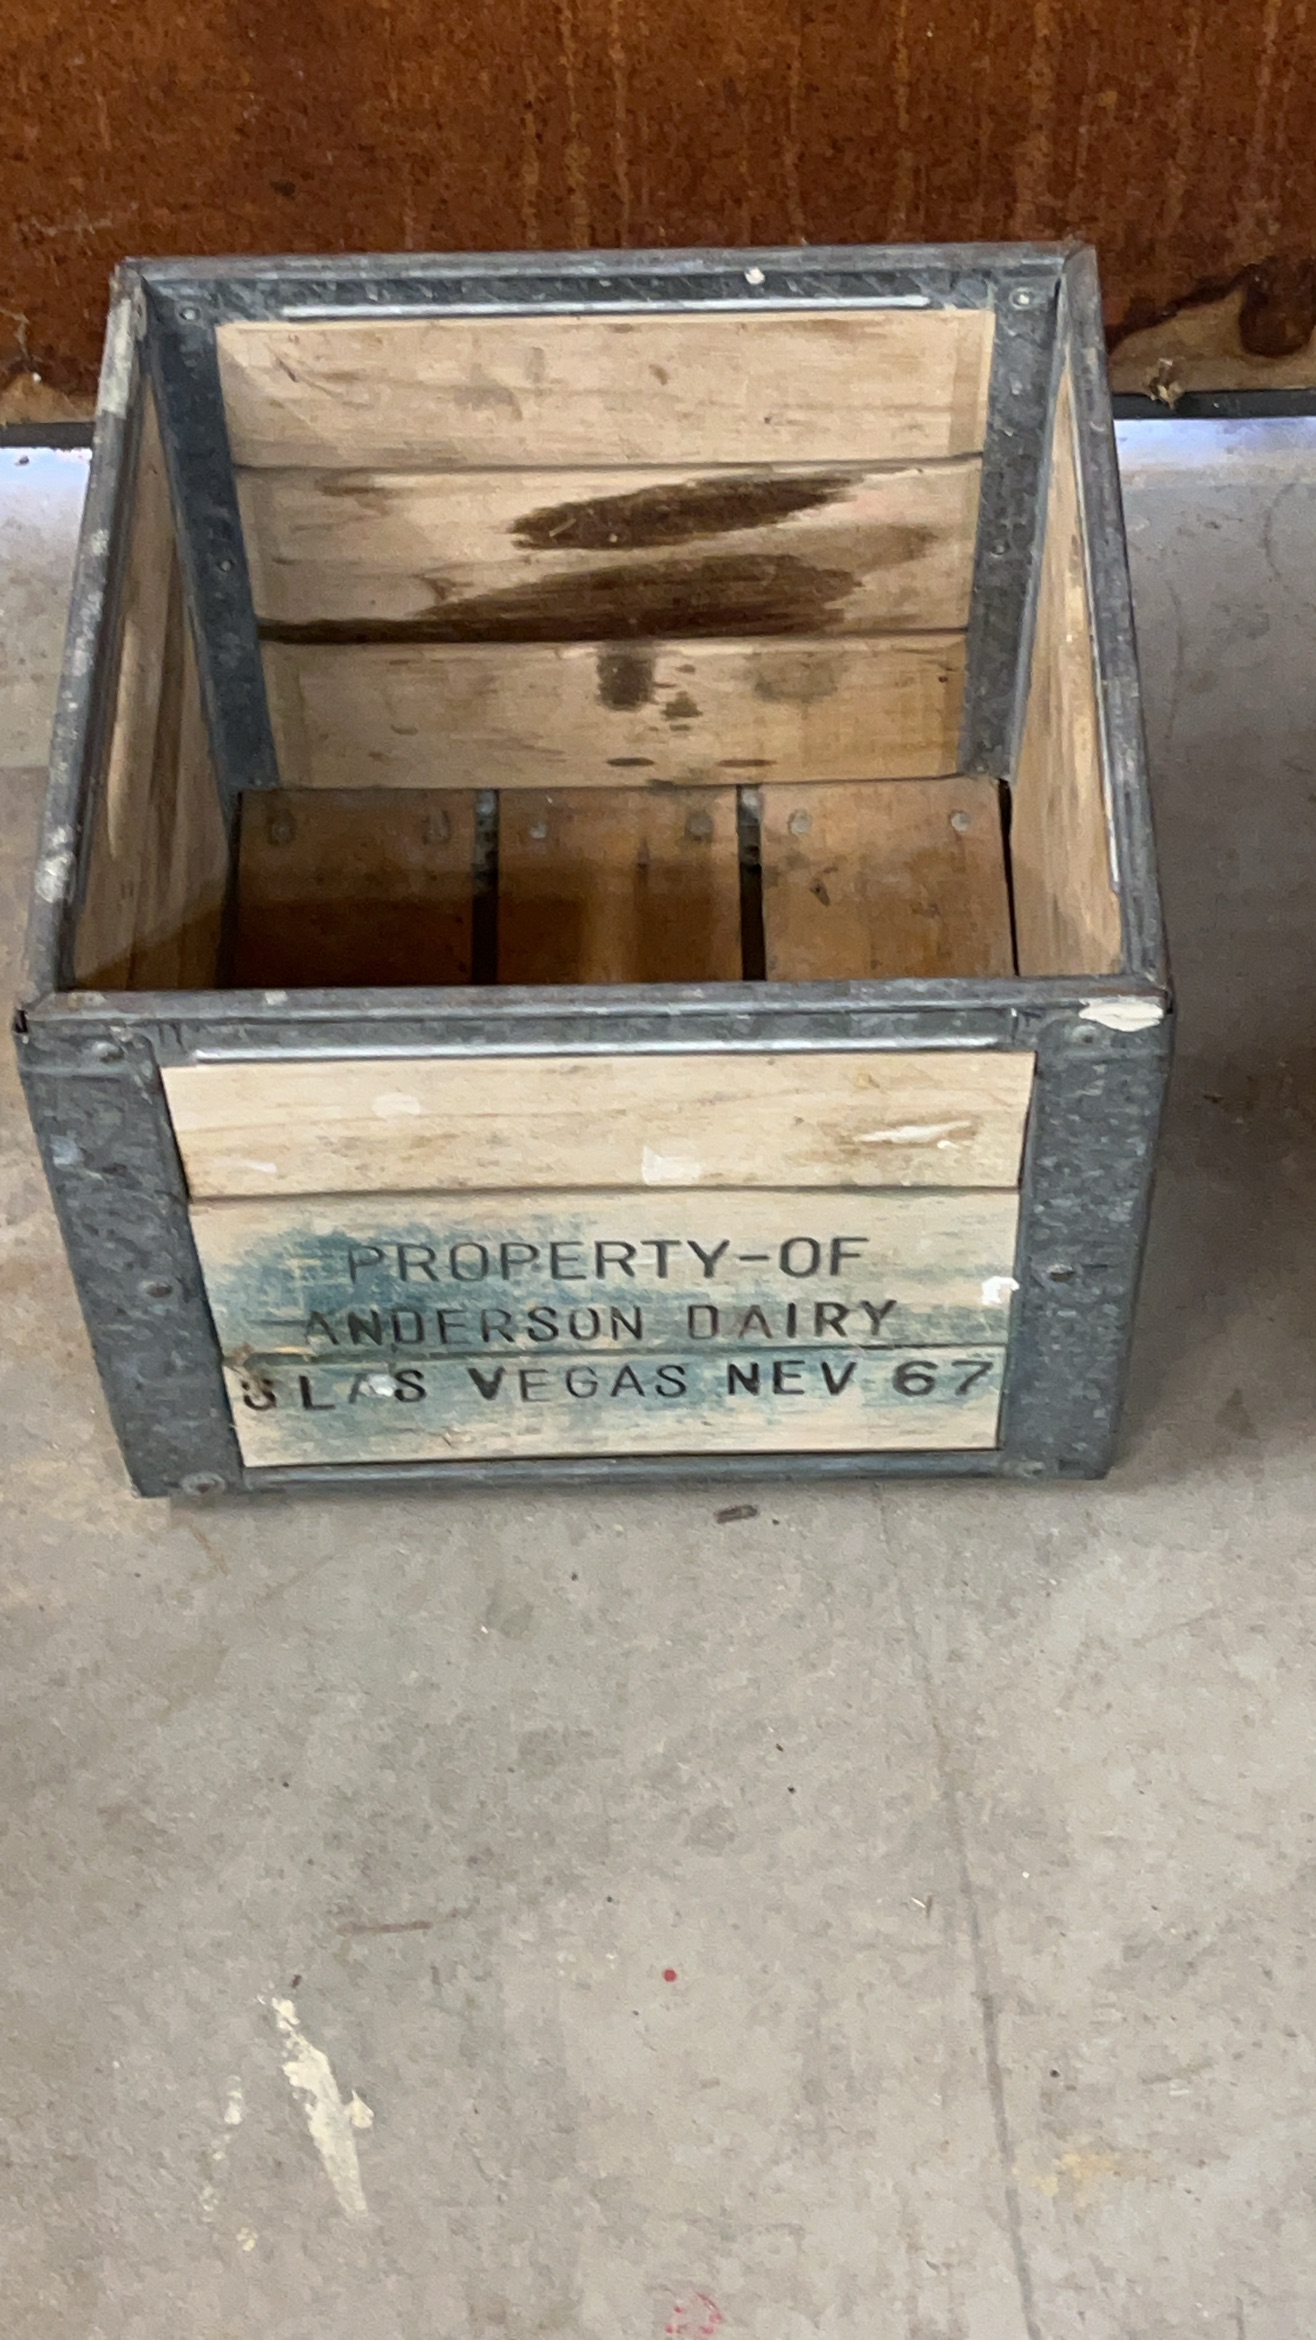 PROPERTY-OF
ANDERSON DAIRY
LAS VEGAS NEV 67